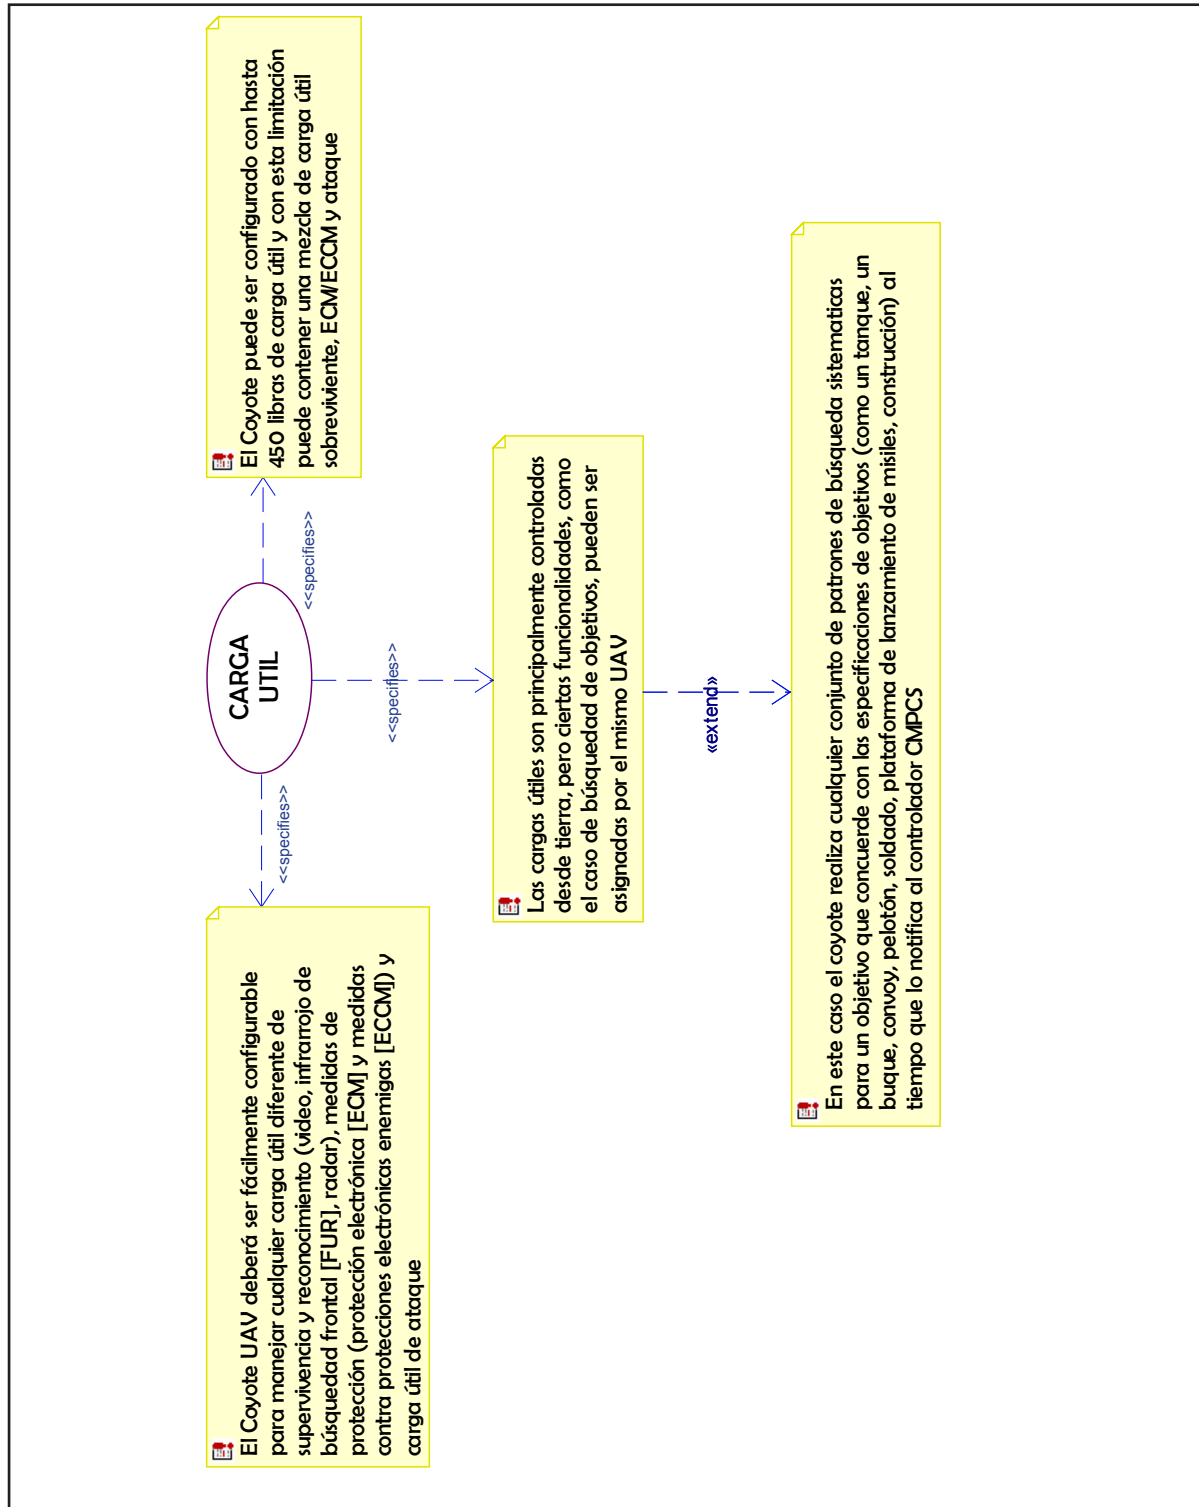 El Coyote UAV deberá ser fácilmente configurable
para manejar cualquier carga útil diferente de
supervivencia y reconocimiento (video, infrarrojo de
búsquedad frontal [FUR], radar), medidas de
protección (protección electrónica [ECM] y medidas
contra protecciones electrónicas enemigas [ECCM]) y
carga útil de ataque
<<specifies>>
CARGA
UTIL
<<specifies>>
El Coyote puede ser configurado con hasta
450 libras de carga útil y con esta limitación
puede contener una mezcla de carga útil
sobreviviente, ECM/ECCM y ataque
<<specifies>>
Las cargas útiles son principalmente controladas
desde tierra, pero ciertas funcionalidades, como
el caso de búsquedad de objetivos, pueden ser
asignadas por el mismo UAV
«extend»
En este caso el coyote realiza cualquier conjunto de patrones de búsqueda sistematicas
para un objetivo que concuerde con las especificaciones de objetivos (como un tanque, un
buque, convoy, pelotón, soldado, plataforma de lanzamiento de misiles, construcción) al
tiempo que lo notifica al controlador CMPCS